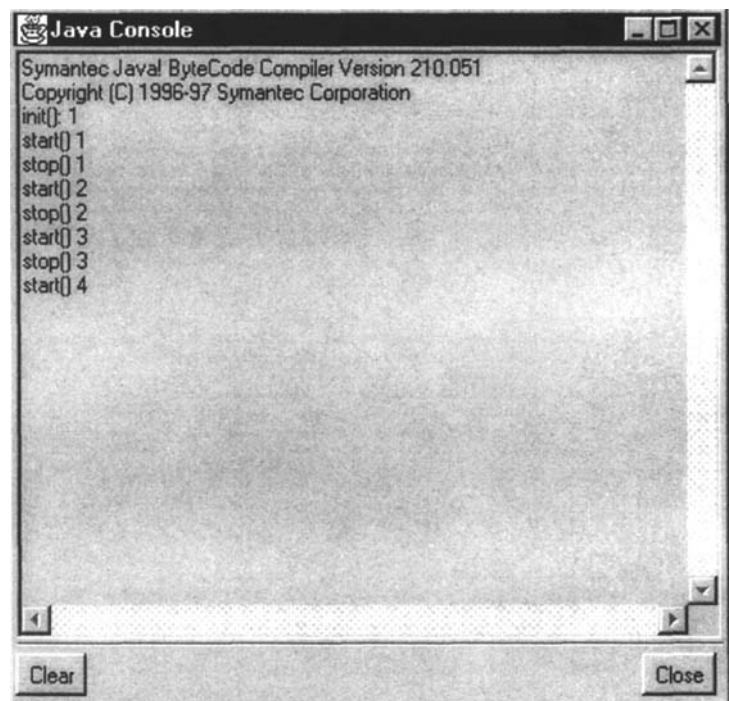 Java Console
Symantec Java! ByteCode Compiler Version 210.051
Copyright (C) 1996-97 Symantec Corporation
init(): 1
start() 1
stop() 1
start() 2
stop() 2
start() 3
stop() 3
start() 4
Clear
Close